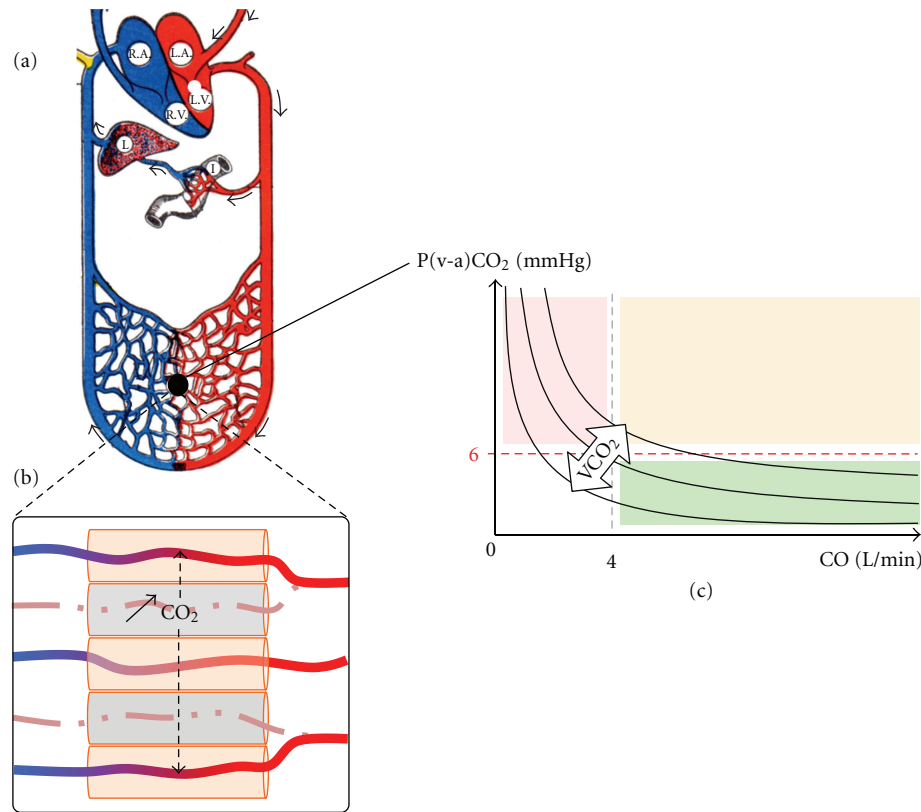 (a)
R.A.
L.A.
L.V.
R.V.
L
I
(b)
CO₂
P(v-a)CO₂ (mmHg)
6
VCO₂
0
4
CO (L/min)
(c)